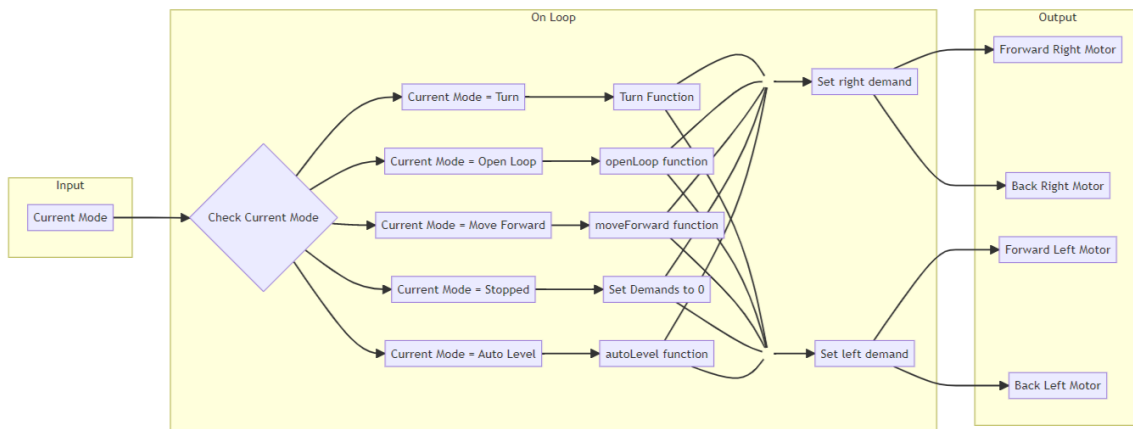 On Loop
Output
Input
Current Mode
Check Current Mode
Current Mode = Turn
Current Mode = Open Loop
Current Mode = Move Forward
Current Mode = Stopped
Current Mode = Auto Level
Turn Function
openLoop function
moveForward function
Set Demands to 0
autoLevel function
Set right demand
Set left demand
Frorward Right Motor
Back Right Motor
Forward Left Motor
Back Left Motor